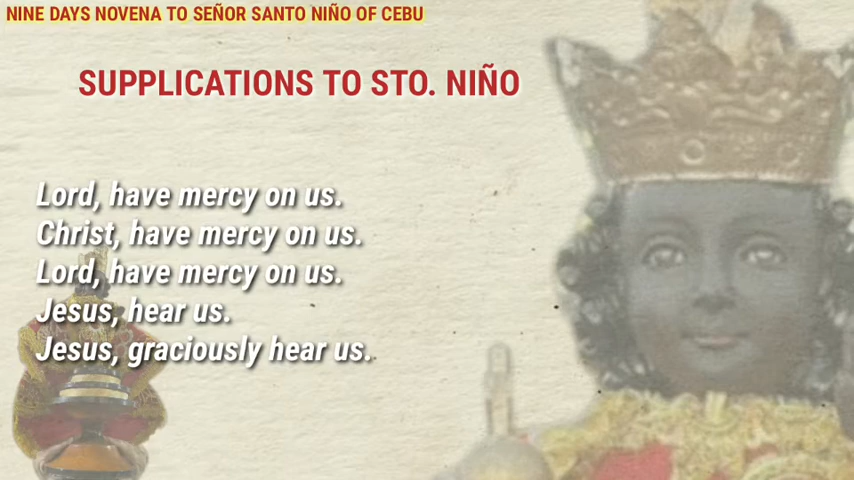 NINE DAYS NOVENA TO SEÑOR SANTO NIÑO OF CEBU
SUPPLICATIONS TO STO. NIÑO
Lord, have mercy on us.
Christ, have mercy on us.
Lord, have mercy on us.
Jesus, hear us.
Jesus, graciously hear us.